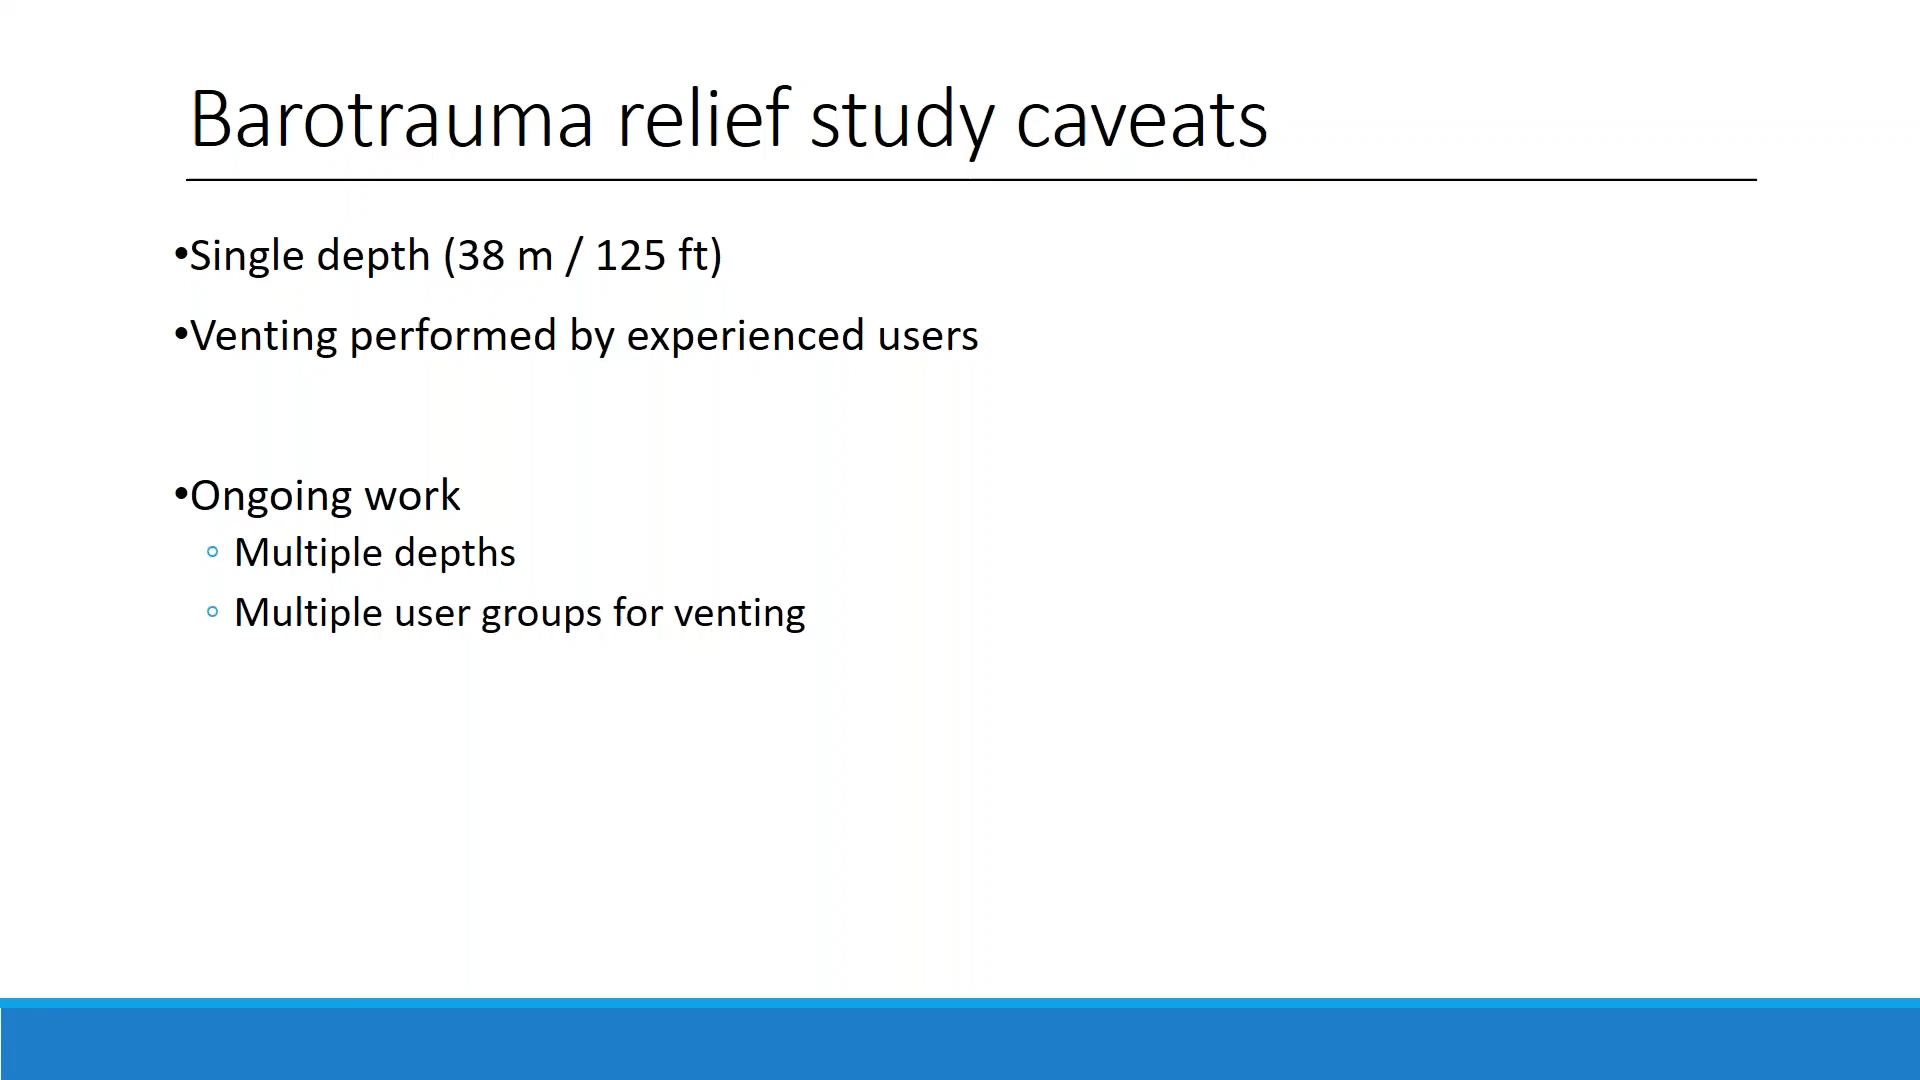 Barotrauma relief study caveats
•Single depth (38 m / 125 ft)
•Venting performed by experienced users
•Ongoing work
◦ Multiple depths
◦ Multiple user groups for venting